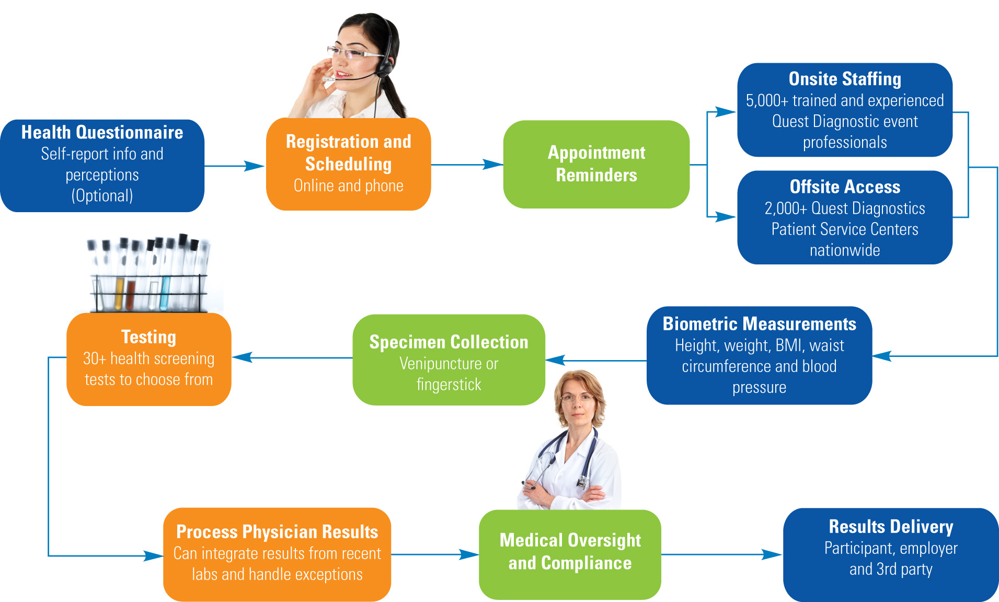 Health Questionnaire
Self-report info and
perceptions
(Optional)
Registration and
Scheduling
Online and phone
Appointment
Reminders
Onsite Staffing
5,000+ trained and experienced
Quest Diagnostic event
professionals
Offsite Access
2,000+ Quest Diagnostics
Patient Service Centers
nationwide
Biometric Measurements
Height, weight, BMI, waist
circumference and blood
pressure
Specimen Collection
Venipuncture or
fingerstick
Testing
30+ health screening
tests to choose from
Process Physician Results
Can integrate results from recent
labs and handle exceptions
Medical Oversight
and Compliance
Results Delivery
Participant, employer
and 3rd party